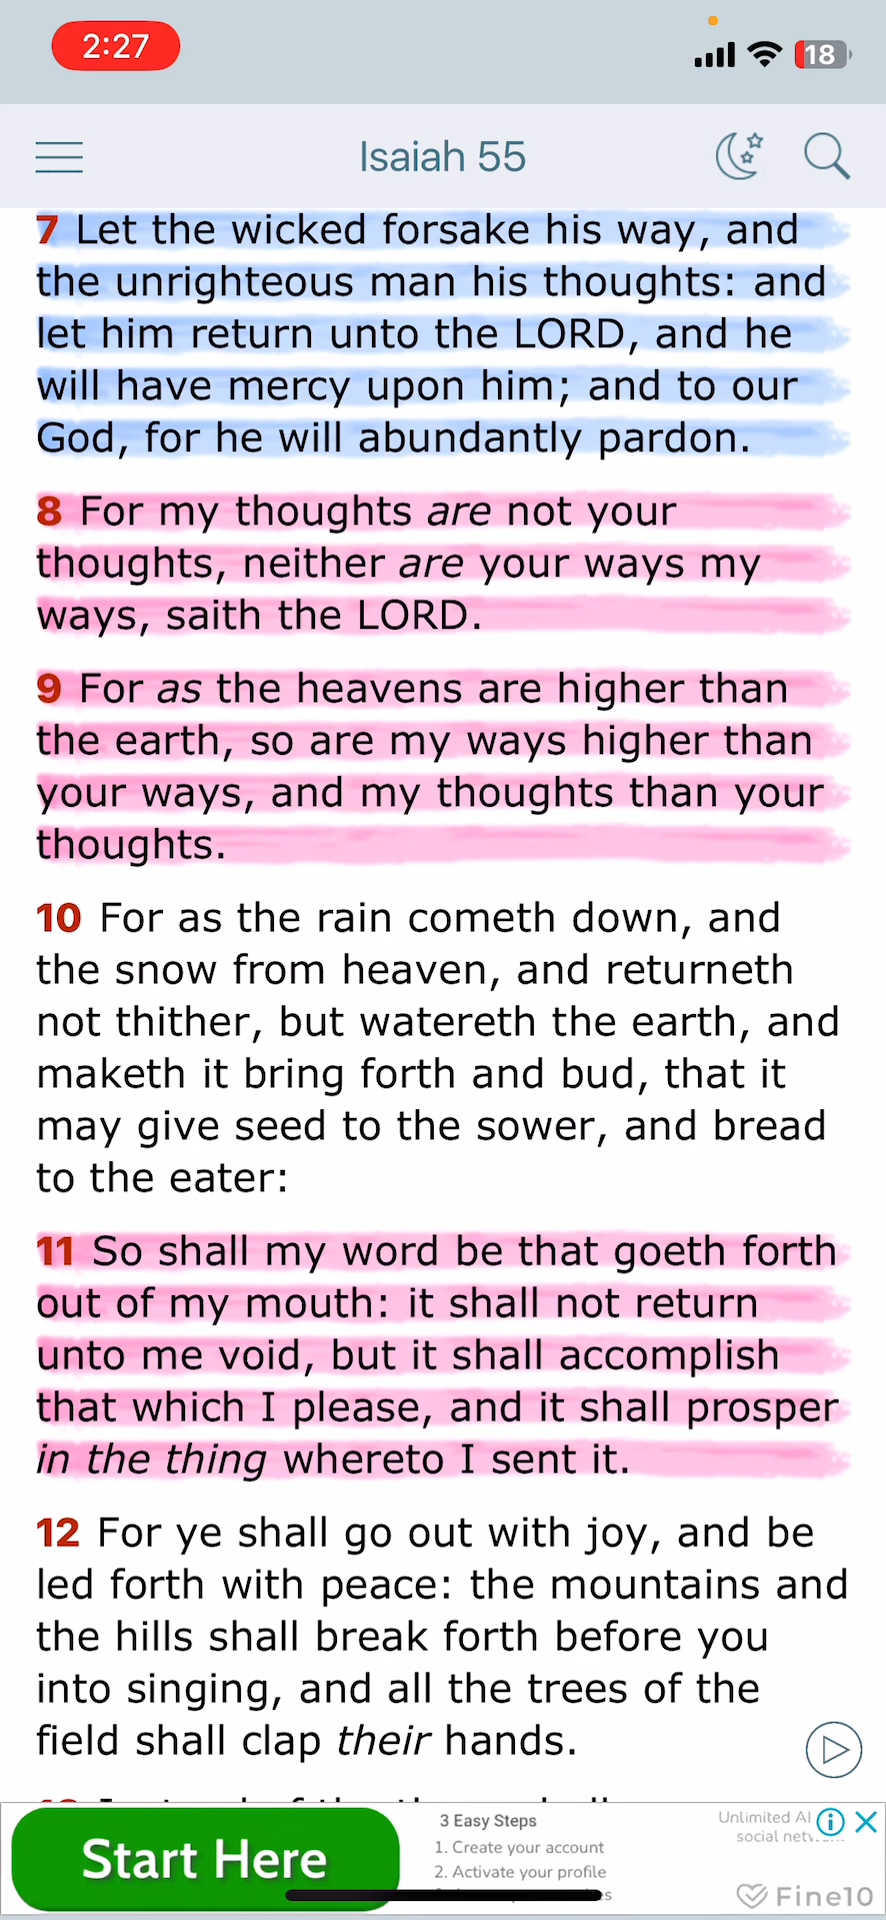 2:27
18
Isaiah 55
7 Let the wicked forsake his way, and
the unrighteous man his thoughts: and
let him return unto the LORD, and he
will have mercy upon him; and to our
God, for he will abundantly pardon.
8 For my thoughts are not your
thoughts, neither are your ways my
ways, saith the LORD.
9 For as the heavens are higher than
the earth, so are my ways higher than
your ways, and my thoughts than your
thoughts.
10 For as the rain cometh down, and
the snow from heaven, and returneth
not thither, but watereth the earth, and
maketh it bring forth and bud, that it
may give seed to the sower, and bread
to the eater:
11 So shall my word be that goeth forth
out of my mouth: it shall not return
unto me void, but it shall accomplish
that which I please, and it shall prosper
in the thing whereto I sent it.
12 For ye shall go out with joy, and be
led forth with peace: the mountains and
the hills shall break forth before you
into singing, and all the trees of the
field shall clap their hands.
Start Here
3 Easy Steps
1. Create your account
2. Activate your profile
Unlimited AI
social
Fine10